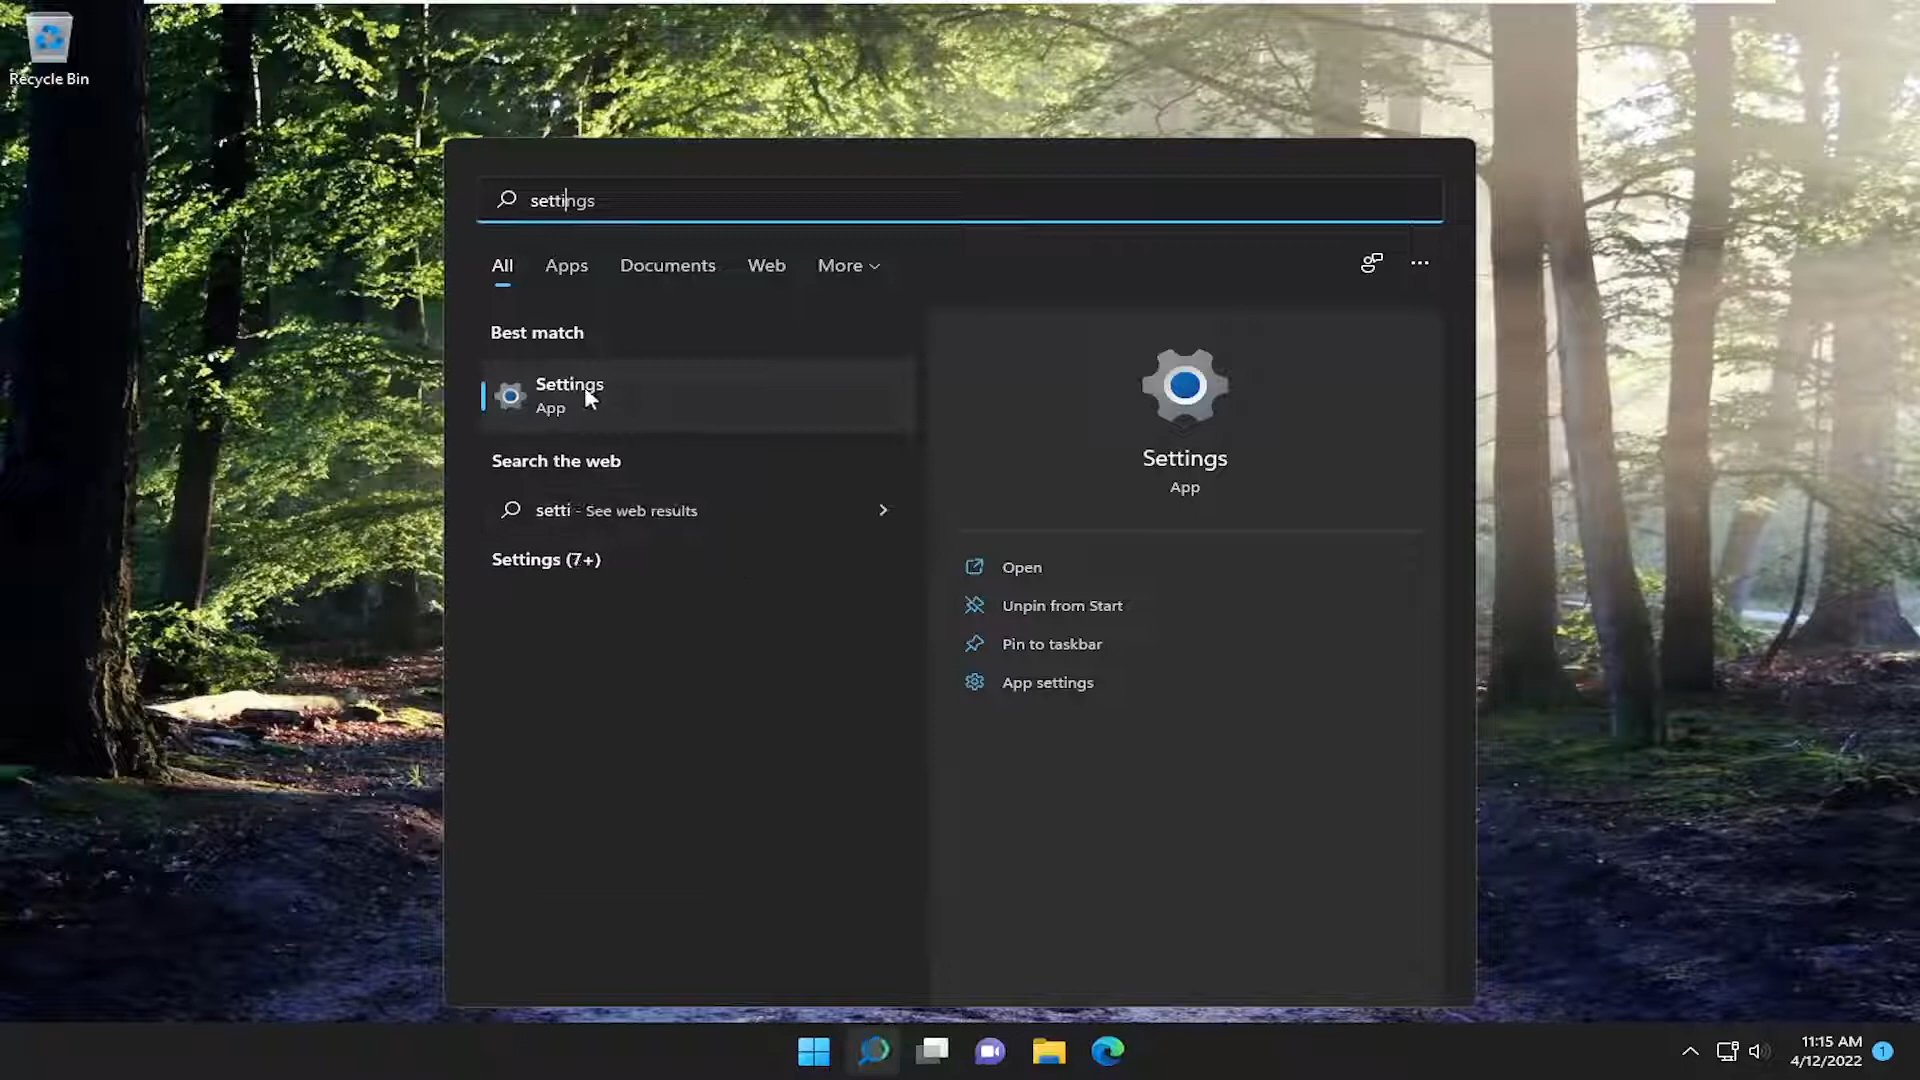 Recycle Bin
settings
All Apps Documents Web More
Best match
Settings
App
Search the web
setti - See web results
Settings (7+)
Settings
App
Open
Unpin from Start
Pin to taskbar
App settings
11:15 AM
4/12/2022
1